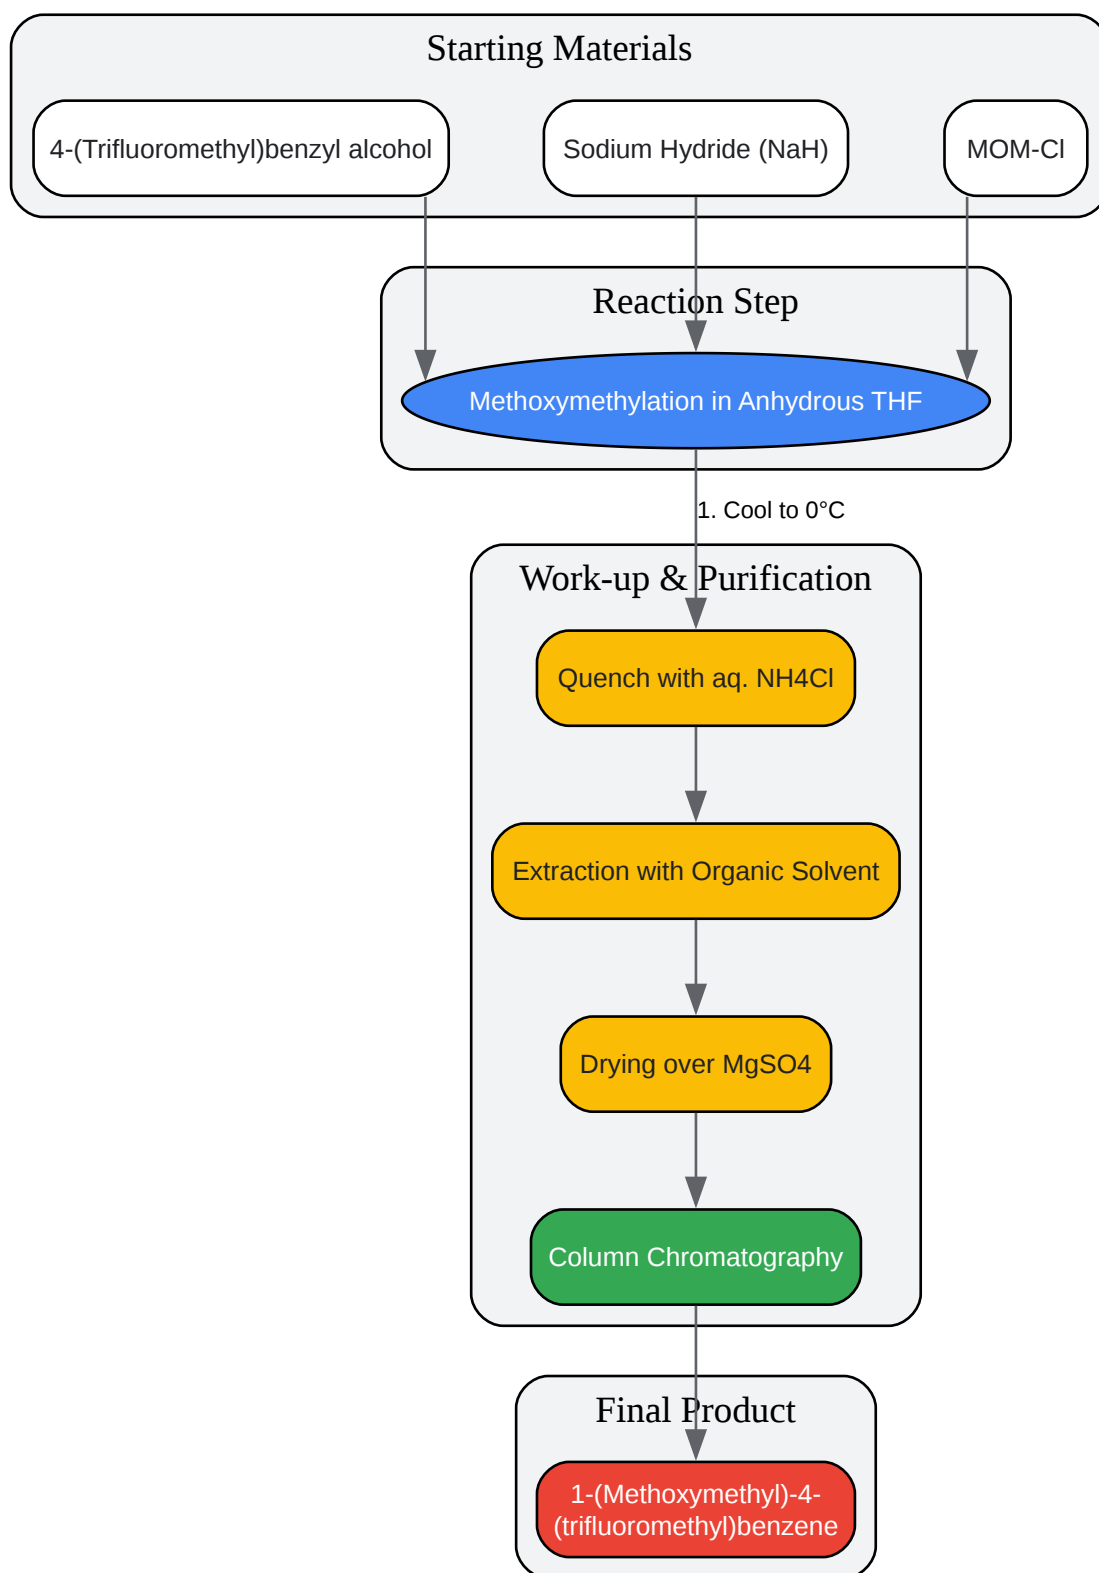 Starting Materials
4-(Trifluoromethyl)benzyl alcohol
Sodium Hydride (NaH)
MOM-Cl
Reaction Step
Methoxymethylation in Anhydrous THF
1. Cool to 0°C
Work-up & Purification
Quench with aq. NH4Cl
Extraction with Organic Solvent
Drying over MgSO4
Column Chromatography
Final Product
1-(Methoxymethyl)-4-
(trifluoromethyl)benzene